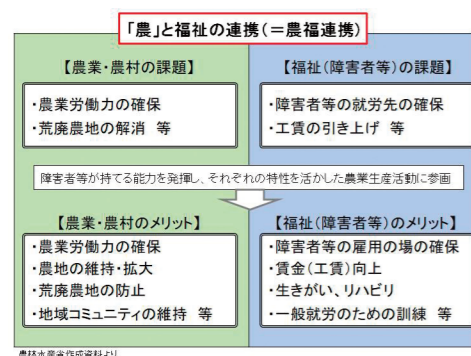 「農」と福祉の連携(=農福連携)
【農業・農村の課題】
・農業労働力の確保
・荒廃農地の解消 等
【福祉(障害者等)の課題】
・障害者等の就労先の確保
・工賃の引き上げ 等
障害者等が持てる能力を発揮し、それぞれの特性を活かした農業生産活動に参画
【農業・農村のメリット】
・農業労働力の確保
・農地の維持・拡大
・荒廃農地の防止
・地域コミュニティの維持 等
【福祉(障害者等)のメリット】
・障害者等の雇用の場の確保
・賃金(工賃)向上
・生きがい、リハビリ
・一般就労のための訓練 等
農林水産省作成資料より